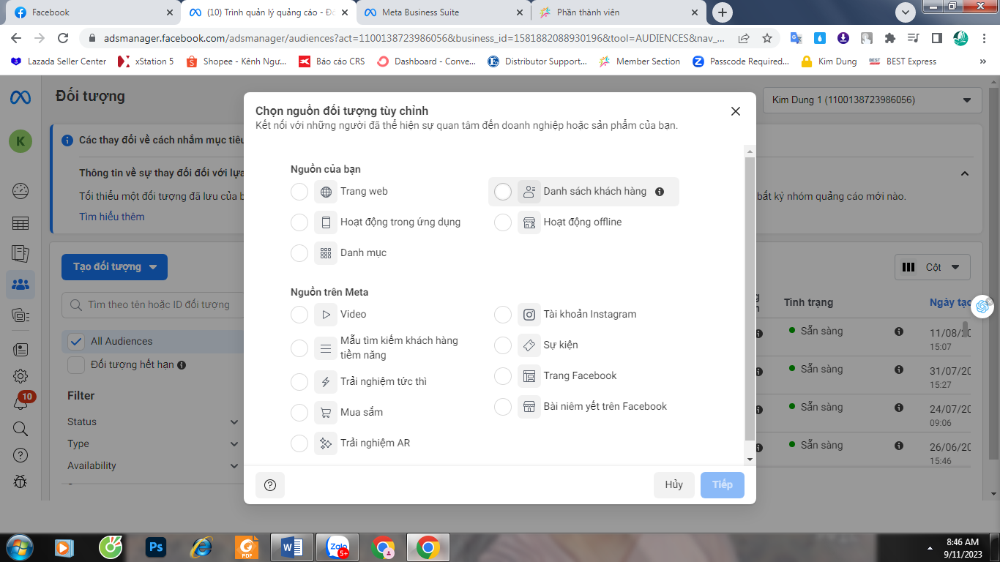 Facebook
(10) Trình quản lý quảng cáo - Đố
Meta Business Suite
Phần thành viên
adsmanager.facebook.com/adsmanager/audiences?act=1100138723986056&business_id=1581882088930196&tool=AUDIENCES&nav_...
Lazada Seller Center
xStation 5
Shopee - Kênh Ngư...
Báo cáo CRS
Dashboard - Conve...
Distributor Support...
Member Section
Passcode Required...
Kim Dung
BEST Express
Đối tượng
Kim Dung 1 (1100138723986056)
K
Các thay đổi về cách nhắm mục tiêu
Thông tin về sự thay đổi đối với lựa
Tối thiểu một đối tượng đã lưu của b
bất kỳ nhóm quảng cáo mới nào.
Tìm hiểu thêm
Tạo đối tượng
Cột
Tìm theo tên hoặc ID đối tượng
Tình trạng
Ngày tạo
All Audiences
Đối tượng hết hạn
Filter
Status
Type
Availability
10
Sẵn sàng
11/08/20
15:07
Sẵn sàng
31/07/20
15:27
Sẵn sàng
24/07/20
09:06
Sẵn sàng
26/06/20
15:46
Chọn nguồn đối tượng tùy chỉnh
Kết nối với những người đã thể hiện sự quan tâm đến doanh nghiệp hoặc sản phẩm của bạn.
Nguồn của bạn
Trang web
Danh sách khách hàng
Hoạt động trong ứng dụng
Hoạt động offline
Danh mục
Nguồn trên Meta
Video
Tài khoản Instagram
Mẫu tìm kiếm khách hàng
tiềm năng
Sự kiện
Trải nghiệm tức thì
Trang Facebook
Mua sắm
Bài niêm yết trên Facebook
Trải nghiệm AR
Hủy
Tiếp
Ps
PDF
Zalo
5+
8:46 AM
9/11/2023